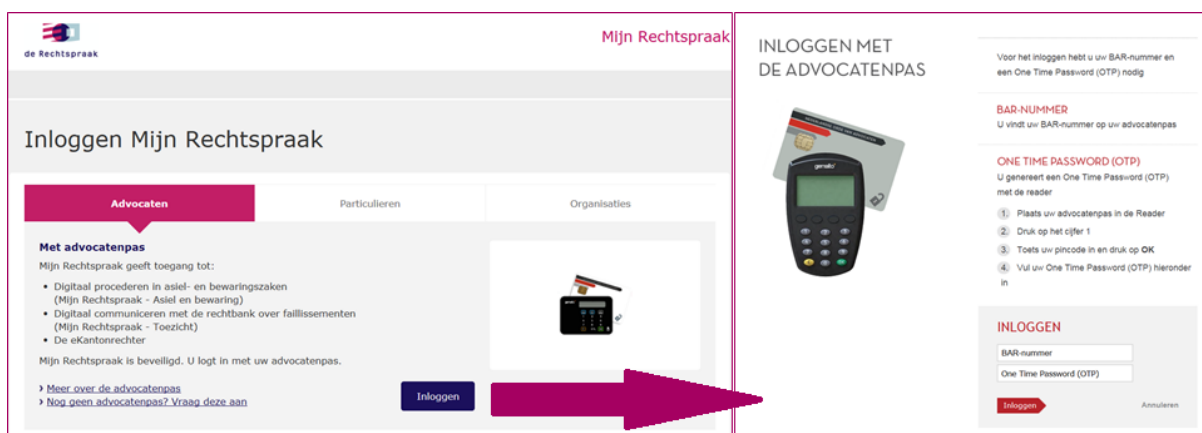 de Rechtspraak
Mijn Rechtspraak
Inloggen Mijn Rechtspraak
Advocaten
Particulieren
Organisaties
Met advocatenpas
Mijn Rechtspraak geeft toegang tot:
• Digitaal procederen in asiel- en bewaringszaken
(Mijn Rechtspraak - Asiel en bewaring)
• Digitaal communiceren met de rechtbank over faillissementen
(Mijn Rechtspraak - Toezicht)
• De eKantonrechter
Mijn Rechtspraak is beveiligd. U logt in met uw advocatenpas.
› Meer over de advocatenpas
› Nog geen advocatenpas? Vraag deze aan
Inloggen
INLOGGEN MET
DE ADVOCATENPAS
gemalto
Voor het inloggen hebt u uw BAR-nummer en
een One Time Password (OTP) nodig
BAR-NUMMER
U vindt uw BAR-nummer op uw advocatenpas
ONE TIME PASSWORD (OTP)
U genereert een One Time Password (OTP)
met de reader
1. Plaats uw advocatenpas in de Reader
2. Druk op het cijfer 1
3. Toets uw pincode in en druk op OK
4. Vul uw One Time Password (OTP) hieronder
in
INLOGGEN
BAR-nummer
One Time Password (OTP)
Inloggen
Annuleren